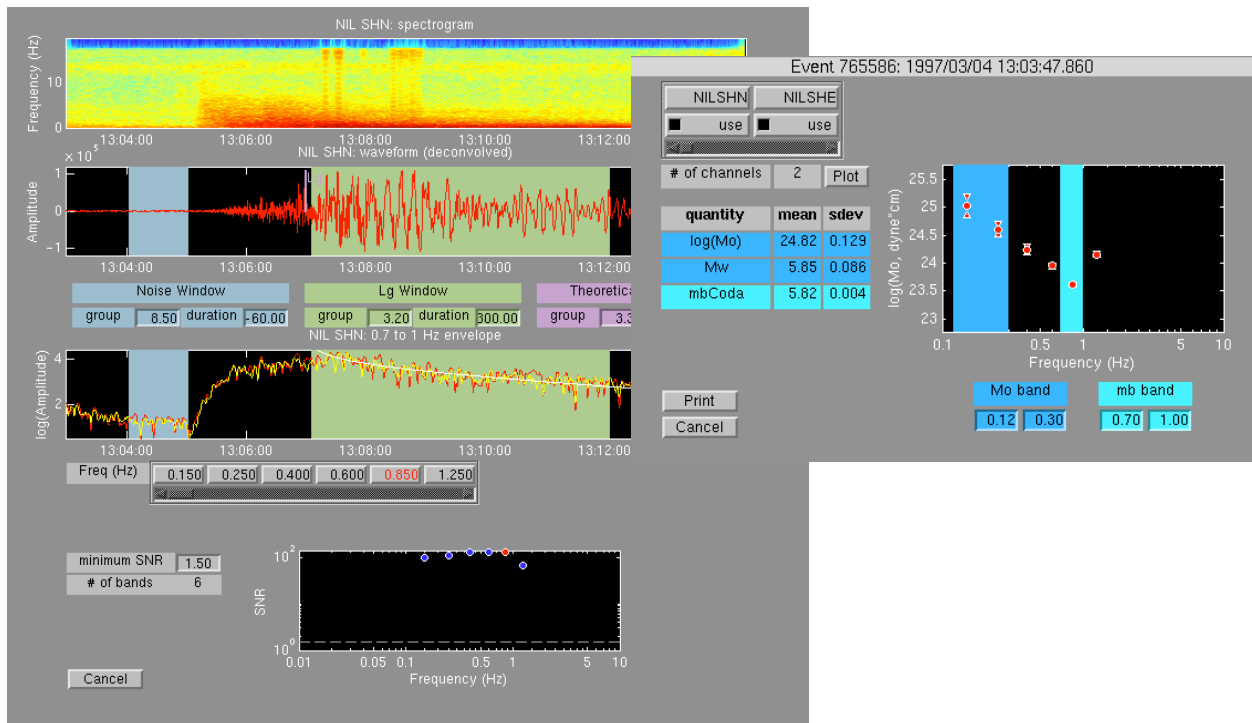 NIL SHN: spectrogram
Frequency (Hz)
10
0
13:04:00 13:06:00 13:08:00 13:10:00 13:12:00
NIL SHN: waveform (deconvolved)
× 10^5
Amplitude
1
0
−1
13:04:00 13:06:00 13:08:00 13:10:00 13:12:00
Noise Window
group 8.50 duration -60.00
Lg Window
group 3.20 duration 300.00
Theoretica
group 3.3
NIL SHN: 0.7 to 1 Hz envelope
log(Amplitude)
4
2
13:04:00 13:06:00 13:08:00 13:10:00 13:12:00
Freq (Hz) 0.150 0.250 0.400 0.600 0.850 1.250
minimum SNR 1.50
# of bands 6
SNR
10^2
10^0
0.01 0.05 0.1 0.5 1 5 10
Frequency (Hz)
Cancel
Event 765586: 1997/03/04 13:03:47.860
NILSHN NILSHE
use use
# of channels 2 Plot
quantity mean sdev
log(Mo) 24.82 0.129
Mw 5.85 0.086
mbCoda 5.82 0.004
Print
Cancel
log(Mo, dyne*cm)
25.5
25
24.5
24
23.5
23
0.1 0.5 1 5 10
Frequency (Hz)
Mo band
0.12 0.30
mb band
0.70 1.00